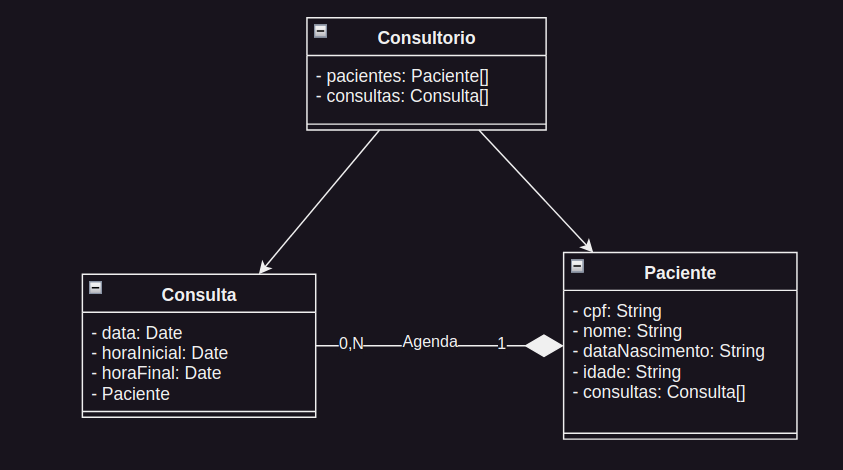 Consultorio
- pacientes: Paciente[]
- consultas: Consulta[]
Consulta
- data: Date
- horaInicial: Date
- horaFinal: Date
- Paciente
0,N
Agenda
1
Paciente
- cpf: String
- nome: String
- dataNascimento: String
- idade: String
- consultas: Consulta[]